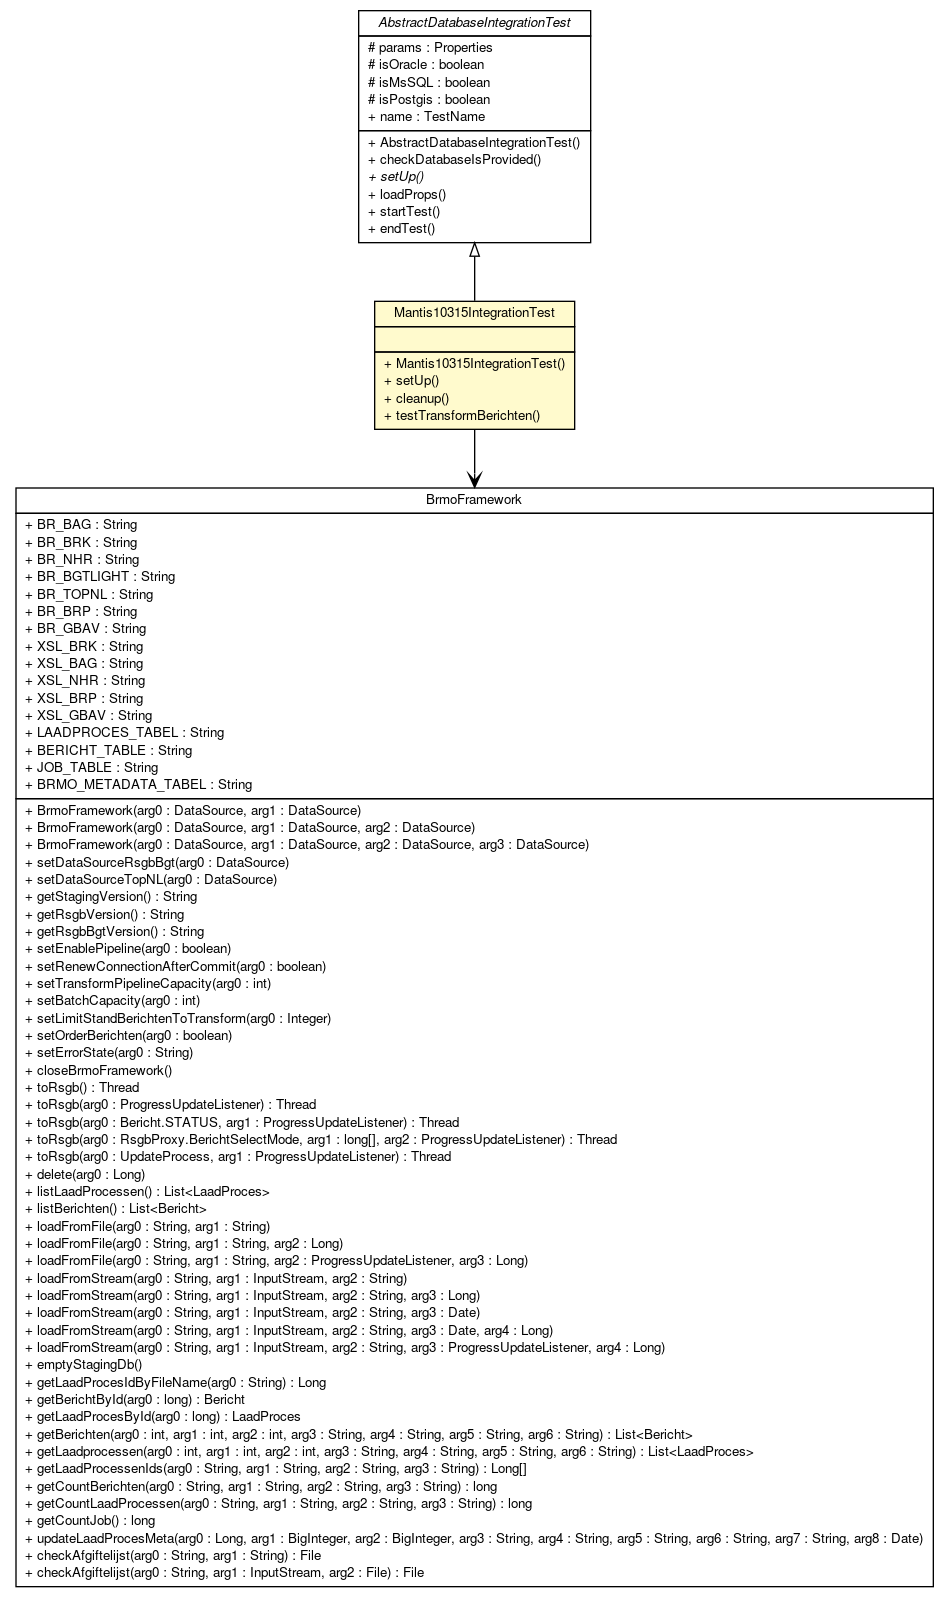 AbstractDatabaseIntegrationTest
# params : Properties
# isOracle : boolean
# isMsSQL : boolean
# isPostgis : boolean
+ name : TestName
+ AbstractDatabaseIntegrationTest()
+ checkDatabaseIsProvided()
+ setUp()
+ loadProps()
+ startTest()
+ endTest()
Mantis10315IntegrationTest
+ Mantis10315IntegrationTest()
+ setUp()
+ cleanup()
+ testTransformBerichten()
BrmoFramework
+ BR_BAG : String
+ BR_BRK : String
+ BR_NHR : String
+ BR_BGTLIGHT : String
+ BR_TOPNL : String
+ BR_BRP : String
+ BR_GBAV : String
+ XSL_BRK : String
+ XSL_BAG : String
+ XSL_NHR : String
+ XSL_BRP : String
+ XSL_GBAV : String
+ LAADPROCES_TABEL : String
+ BERICHT_TABLE : String
+ JOB_TABLE : String
+ BRMO_METADATA_TABEL : String
+ BrmoFramework(arg0 : DataSource, arg1 : DataSource)
+ BrmoFramework(arg0 : DataSource, arg1 : DataSource, arg2 : DataSource)
+ BrmoFramework(arg0 : DataSource, arg1 : DataSource, arg2 : DataSource, arg3 : DataSource)
+ setDataSourceRsgbBgt(arg0 : DataSource)
+ setDataSourceTopNL(arg0 : DataSource)
+ getStagingVersion() : String
+ getRsgbVersion() : String
+ getRsgbBgtVersion() : String
+ setEnablePipeline(arg0 : boolean)
+ setRenewConnectionAfterCommit(arg0 : boolean)
+ setTransformPipelineCapacity(arg0 : int)
+ setBatchCapacity(arg0 : int)
+ setLimitStandBerichtenToTransform(arg0 : Integer)
+ setOrderBerichten(arg0 : boolean)
+ setErrorState(arg0 : String)
+ closeBrmoFramework()
+ toRsgb() : Thread
+ toRsgb(arg0 : ProgressUpdateListener) : Thread
+ toRsgb(arg0 : Bericht.STATUS, arg1 : ProgressUpdateListener) : Thread
+ toRsgb(arg0 : RsgbProxy.BerichtSelectMode, arg1 : long[], arg2 : ProgressUpdateListener) : Thread
+ toRsgb(arg0 : UpdateProcess, arg1 : ProgressUpdateListener) : Thread
+ delete(arg0 : Long)
+ listLaadProcessen() : List<LaadProces>
+ listBerichten() : List<Bericht>
+ loadFromFile(arg0 : String, arg1 : String)
+ loadFromFile(arg0 : String, arg1 : String, arg2 : Long)
+ loadFromFile(arg0 : String, arg1 : String, arg2 : ProgressUpdateListener, arg3 : Long)
+ loadFromStream(arg0 : String, arg1 : InputStream, arg2 : String)
+ loadFromStream(arg0 : String, arg1 : InputStream, arg2 : String, arg3 : Long)
+ loadFromStream(arg0 : String, arg1 : InputStream, arg2 : String, arg3 : Date)
+ loadFromStream(arg0 : String, arg1 : InputStream, arg2 : String, arg3 : Date, arg4 : Long)
+ loadFromStream(arg0 : String, arg1 : InputStream, arg2 : String, arg3 : ProgressUpdateListener, arg4 : Long)
+ emptyStagingDb()
+ getLaadProcesIdByFileName(arg0 : String) : Long
+ getBerichtById(arg0 : long) : Bericht
+ getLaadProcesById(arg0 : long) : LaadProces
+ getBerichten(arg0 : int, arg1 : int, arg2 : int, arg3 : String, arg4 : String, arg5 : String, arg6 : String) : List<Bericht>
+ getLaadprocessen(arg0 : int, arg1 : int, arg2 : int, arg3 : String, arg4 : String, arg5 : String, arg6 : String) : List<LaadProces>
+ getLaadProcessenIds(arg0 : String, arg1 : String, arg2 : String, arg3 : String) : Long[]
+ getCountBerichten(arg0 : String, arg1 : String, arg2 : String, arg3 : String) : long
+ getCountLaadProcessen(arg0 : String, arg1 : String, arg2 : String, arg3 : String) : long
+ getCountJob() : long
+ updateLaadProcesMeta(arg0 : Long, arg1 : BigInteger, arg2 : BigInteger, arg3 : String, arg4 : String, arg5 : String, arg6 : String, arg7 : String, arg8 : Date)
+ checkAfgiftelijst(arg0 : String, arg1 : String) : File
+ checkAfgiftelijst(arg0 : String, arg1 : InputStream, arg2 : File) : File